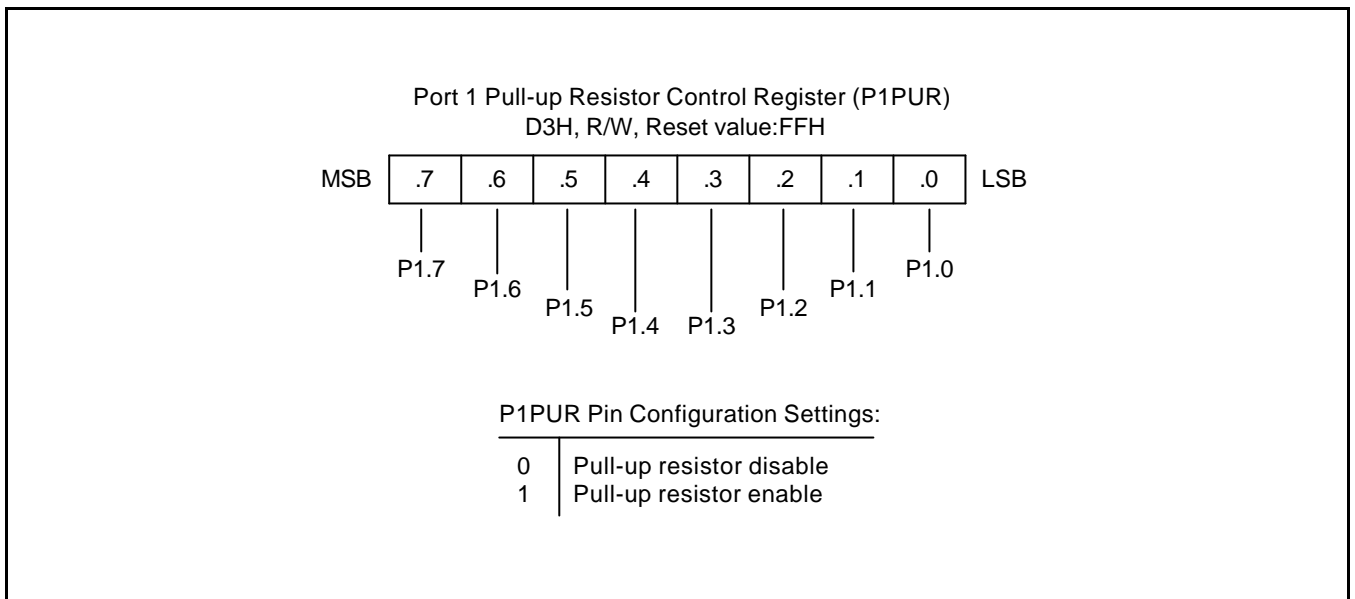 Port 1 Pull-up Resistor Control Register (P1PUR)
D3H, R/W, Reset value:FFH
MSB .7 .6 .5 .4 .3 .2 .1 .0 LSB
P1.7 P1.6 P1.5 P1.4 P1.3 P1.2 P1.1 P1.0
P1PUR Pin Configuration Settings:
0 Pull-up resistor disable
1 Pull-up resistor enable